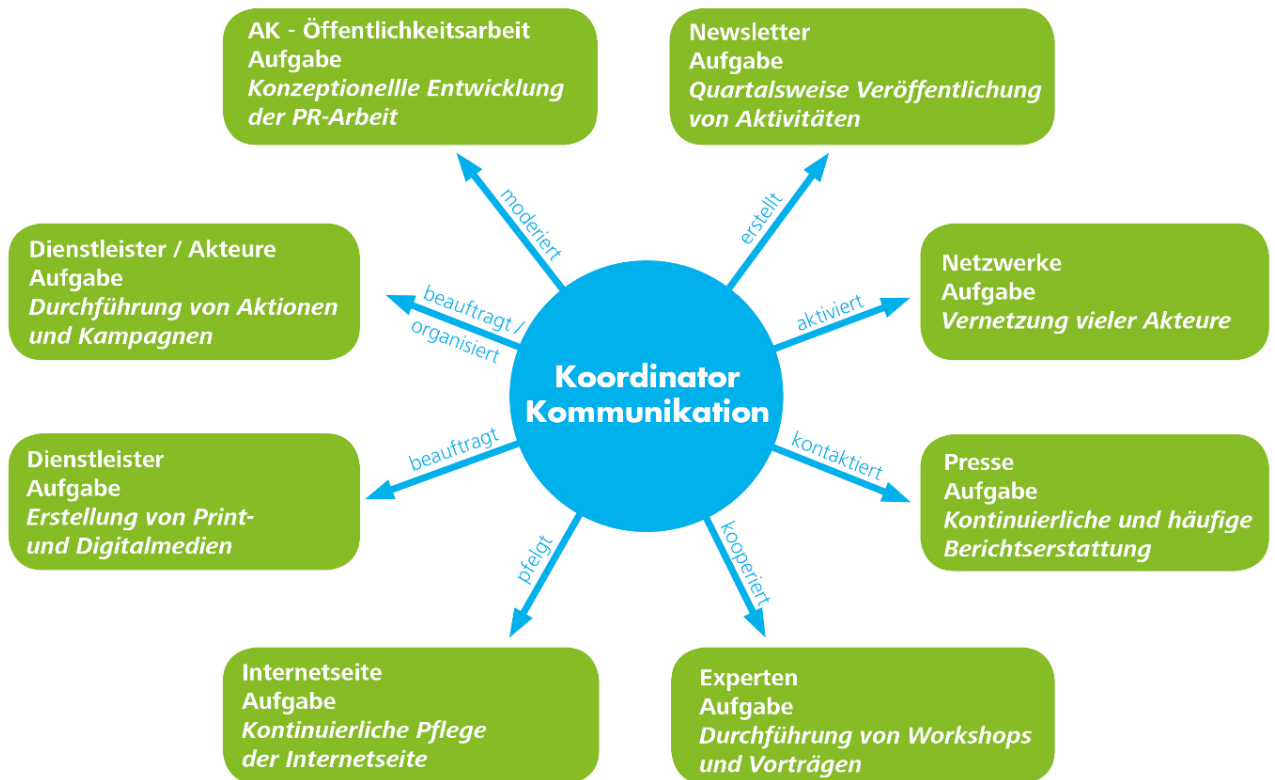 AK - Öffentlichkeitsarbeit
Aufgabe
Konzeptionellle Entwicklung
der PR-Arbeit
Newsletter
Aufgabe
Quartalsweise Veröffentlichung
von Aktivitäten
moderiert
erstellt
Dienstleister / Akteure
Aufgabe
Durchführung von Aktionen
und Kampagnen
beauftragt /
organisiert
aktiviert
Netzwerke
Aufgabe
Vernetzung vieler Akteure
Koordinator
Kommunikation
Dienstleister
Aufgabe
Erstellung von Print-
und Digitalmedien
beauftragt
kontaktiert
Presse
Aufgabe
Kontinuierliche und häufige
Berichtserstattung
pfelgt
kooperiert
Internetseite
Aufgabe
Kontinuierliche Pflege
der Internetseite
Experten
Aufgabe
Durchführung von Workshops
und Vorträgen